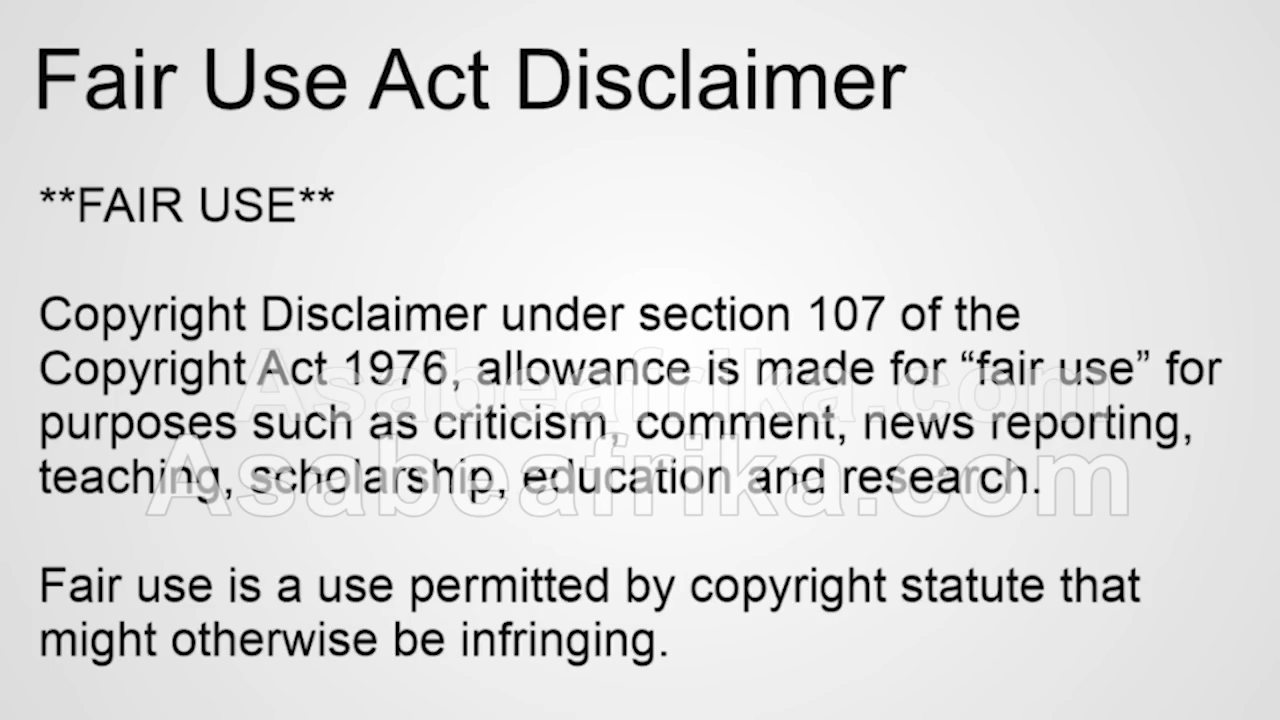 Fair Use Act Disclaimer
**FAIR USE**
Copyright Disclaimer under section 107 of the
Copyright Act 1976, allowance is made for “fair use” for
purposes such as criticism, comment, news reporting,
teaching, scholarship, education and research.
Asabeafrika.com
Asabeafrika.com
Fair use is a use permitted by copyright statute that
might otherwise be infringing.